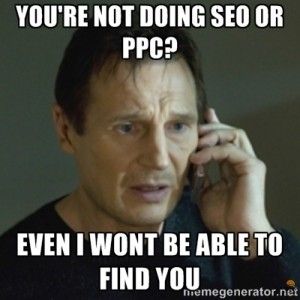 YOU'RE NOT DOING SEO OR
PPC?
EVEN I WONT BE ABLE TO
FIND YOU
memegenerator.net